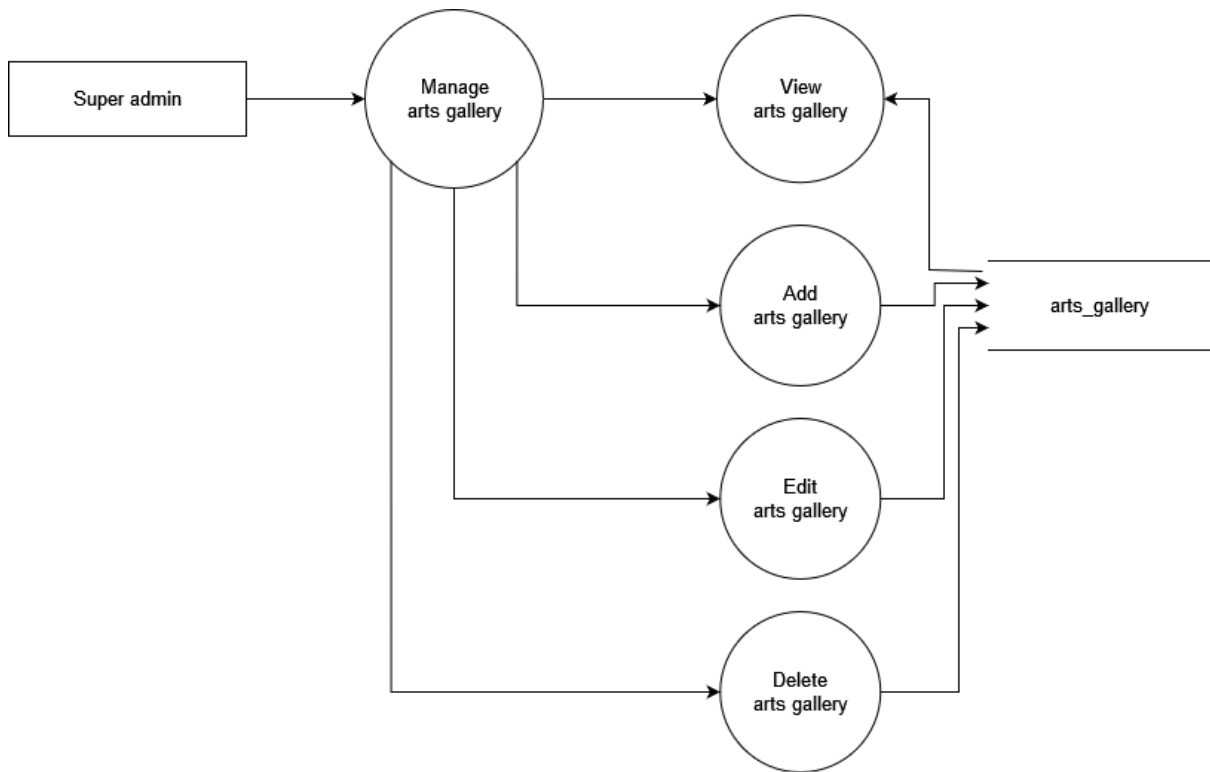 Super admin
Manage
arts gallery
View
arts gallery
Add
arts gallery
arts_gallery
Edit
arts gallery
Delete
arts gallery